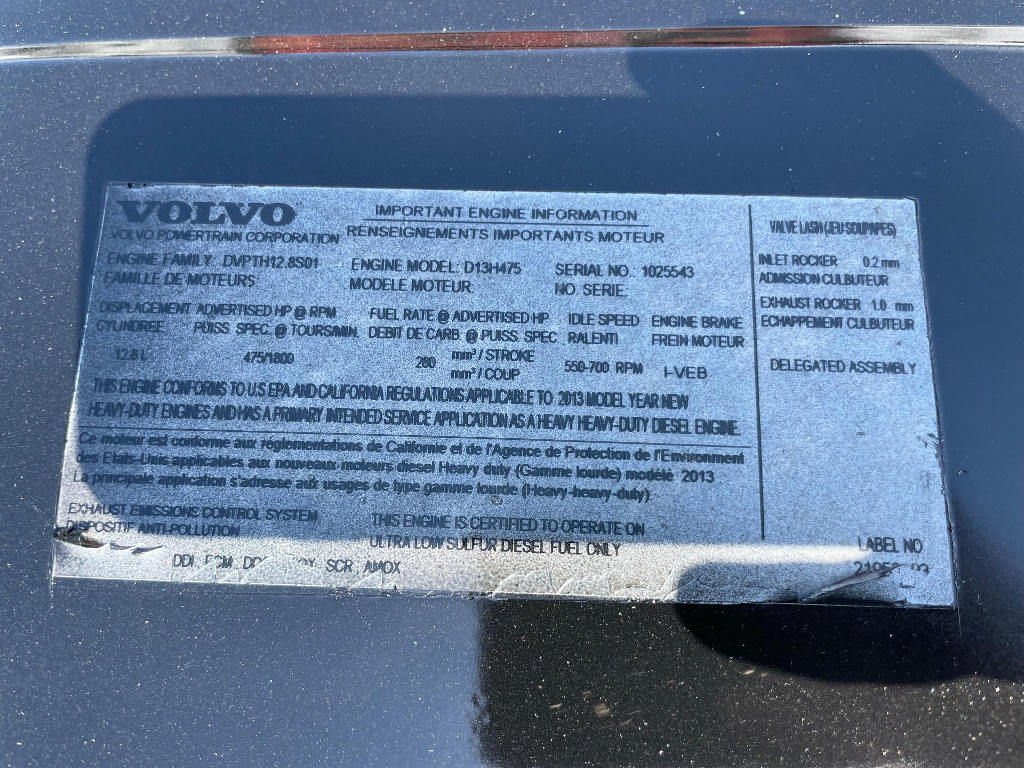 VOLVO
VOLVO POWERTRAIN CORPORATION
IMPORTANT ENGINE INFORMATION
RENSEIGNEMENTS IMPORTANTS MOTEUR
ENGINE FAMILY: DVPTH12.8S01
FAMILLE DE MOTEURS:
ENGINE MODEL: D13H475
MODELE MOTEUR:
SERIAL NO.: 1025543
NO. SERIE:
DISPLACEMENT
CYLINDREE
12.8 L
ADVERTISED HP @ RPM
PUISS. SPEC. @ TOURS/MIN.
475/1800
FUEL RATE @ ADVERTISED HP
DEBIT DE CARB. @ PUISS. SPEC
280 mm³ / STROKE
mm³ / COUP
IDLE SPEED
RALENTI
550-700 RPM
ENGINE BRAKE
FREIN MOTEUR
I-VEB
THIS ENGINE CONFORMS TO U.S EPA AND CALIFORNIA REGULATIONS APPLICABLE TO 2013 MODEL YEAR NEW
HEAVY-DUTY ENGINES AND HAS A PRIMARY INTENDED SERVICE APPLICATION AS A HEAVY HEAVY-DUTY DIESEL ENGINE.
Ce moteur est conforme aux réglementations de Californie et de l'Agence de Protection de l'Environment
des Etats-Unis applicables aux nouveaux moteurs diesel Heavy duty (Gamme lourde) modèle 2013
La principale application s'adresse aux usages de type gamme lourde (Heavy-heavy-duty)
EXHAUST EMISSIONS CONTROL SYSTEM
DISPOSITIF ANTI-POLLUTION
DDI, SCR, AMOX
THIS ENGINE IS CERTIFIED TO OPERATE ON
ULTRA LOW SULFUR DIESEL FUEL ONLY
VALVE LASH (JEU SOUPAPES)
INLET ROCKER 0.2 mm
ADMISSION CULBUTEUR
EXHAUST ROCKER 1.0 mm
ECHAPPEMENT CULBUTEUR
DELEGATED ASSEMBLY
LABEL NO